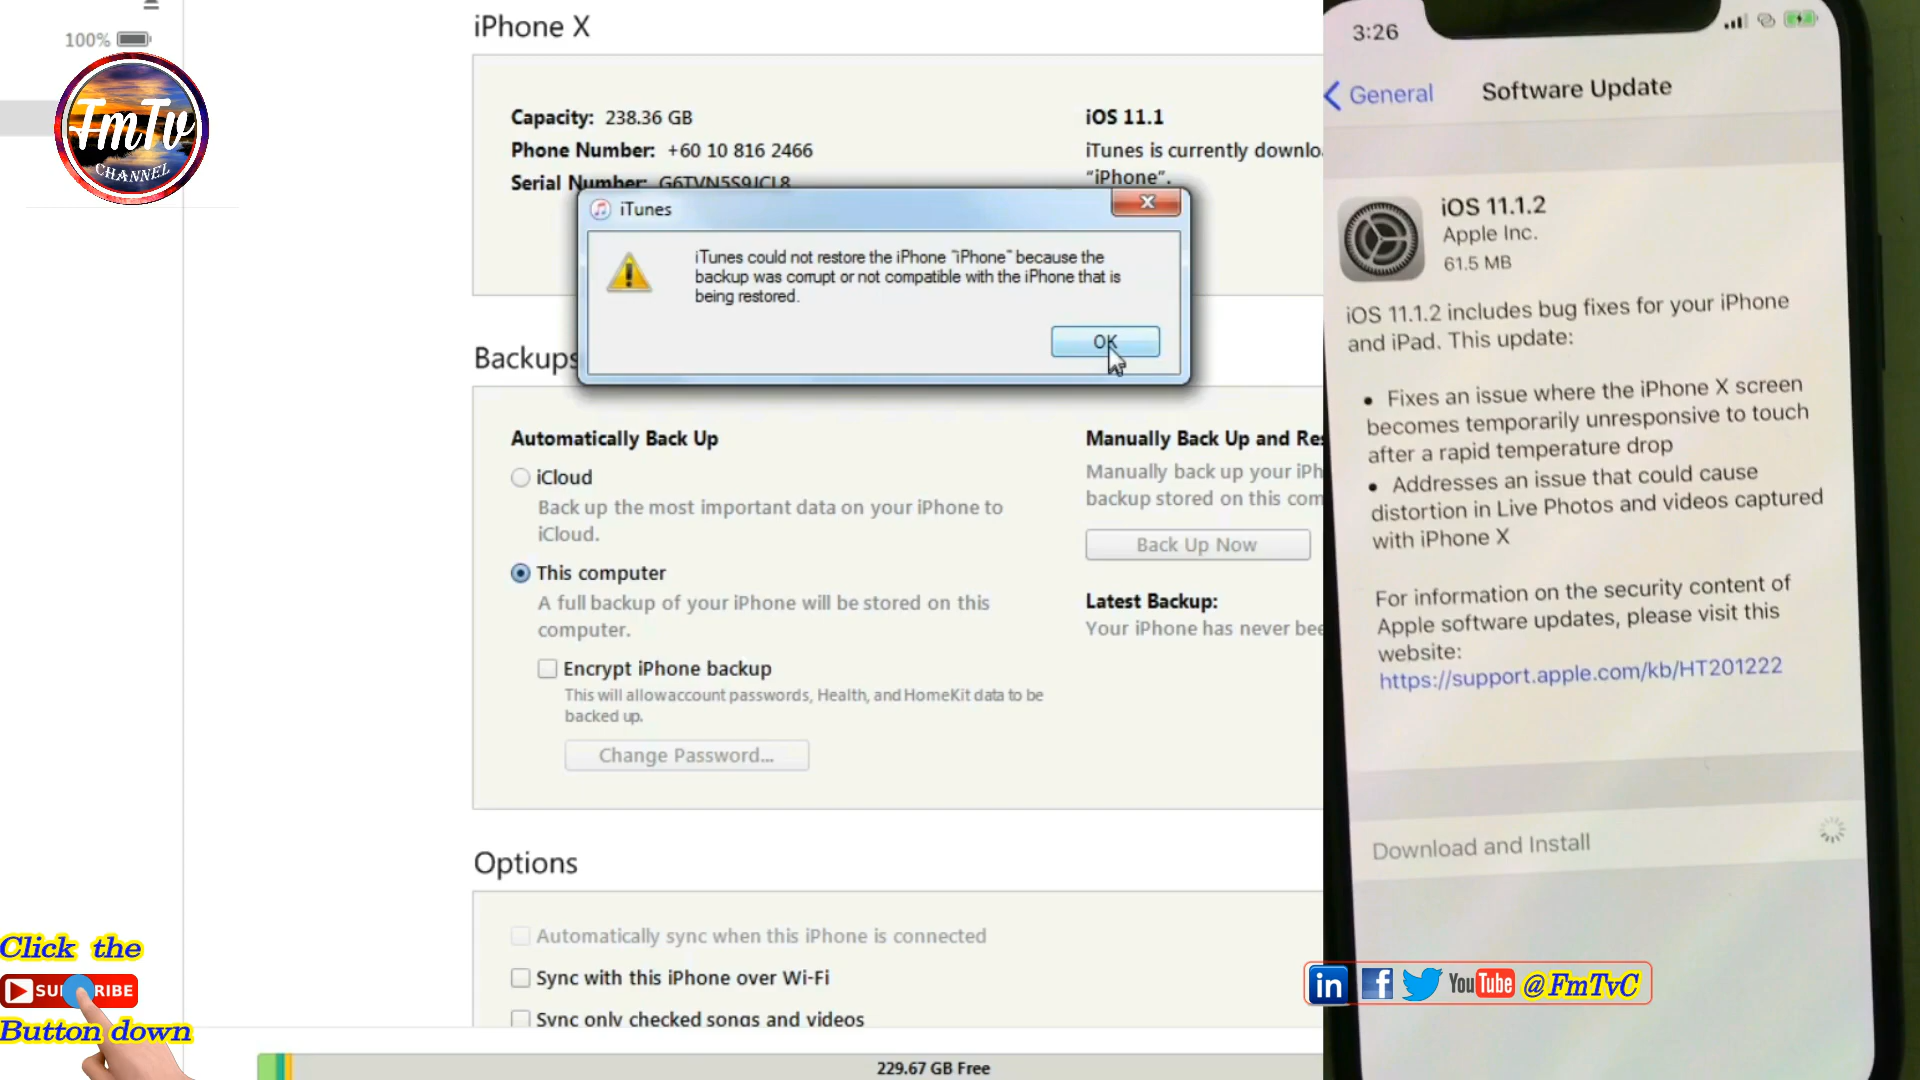 100%
FmTv
CHANNEL
iPhone X
Capacity: 238.36 GB
Phone Number: +60 10 816 2466
Serial Number: G6TVN5S9JCL8
iOS 11.1
iTunes is currently downlo
"iPhone".
iTunes
iTunes could not restore the iPhone "iPhone" because the
backup was corrupt or not compatible with the iPhone that is
being restored.
OK
Backups
Automatically Back Up
iCloud
Back up the most important data on your iPhone to
iCloud.
This computer
A full backup of your iPhone will be stored on this
computer.
Encrypt iPhone backup
This will allow account passwords, Health, and HomeKit data to be
backed up.
Change Password...
Manually Back Up and Res
Manually back up your iPh
backup stored on this com
Back Up Now
Latest Backup:
Your iPhone has never bee
Options
Automatically sync when this iPhone is connected
Sync with this iPhone over Wi-Fi
Sync only checked songs and videos
229.67 GB Free
3:26
General
Software Update
iOS 11.1.2
Apple Inc.
61.5 MB
iOS 11.1.2 includes bug fixes for your iPhone
and iPad. This update:
• Fixes an issue where the iPhone X screen
becomes temporarily unresponsive to touch
after a rapid temperature drop
• Addresses an issue that could cause
distortion in Live Photos and videos captured
with iPhone X
For information on the security content of
Apple software updates, please visit this
website:
https://support.apple.com/kb/HT201222
Download and Install
Click the
SUBSCRIBE
Button down
in f YouTube @FmTvC